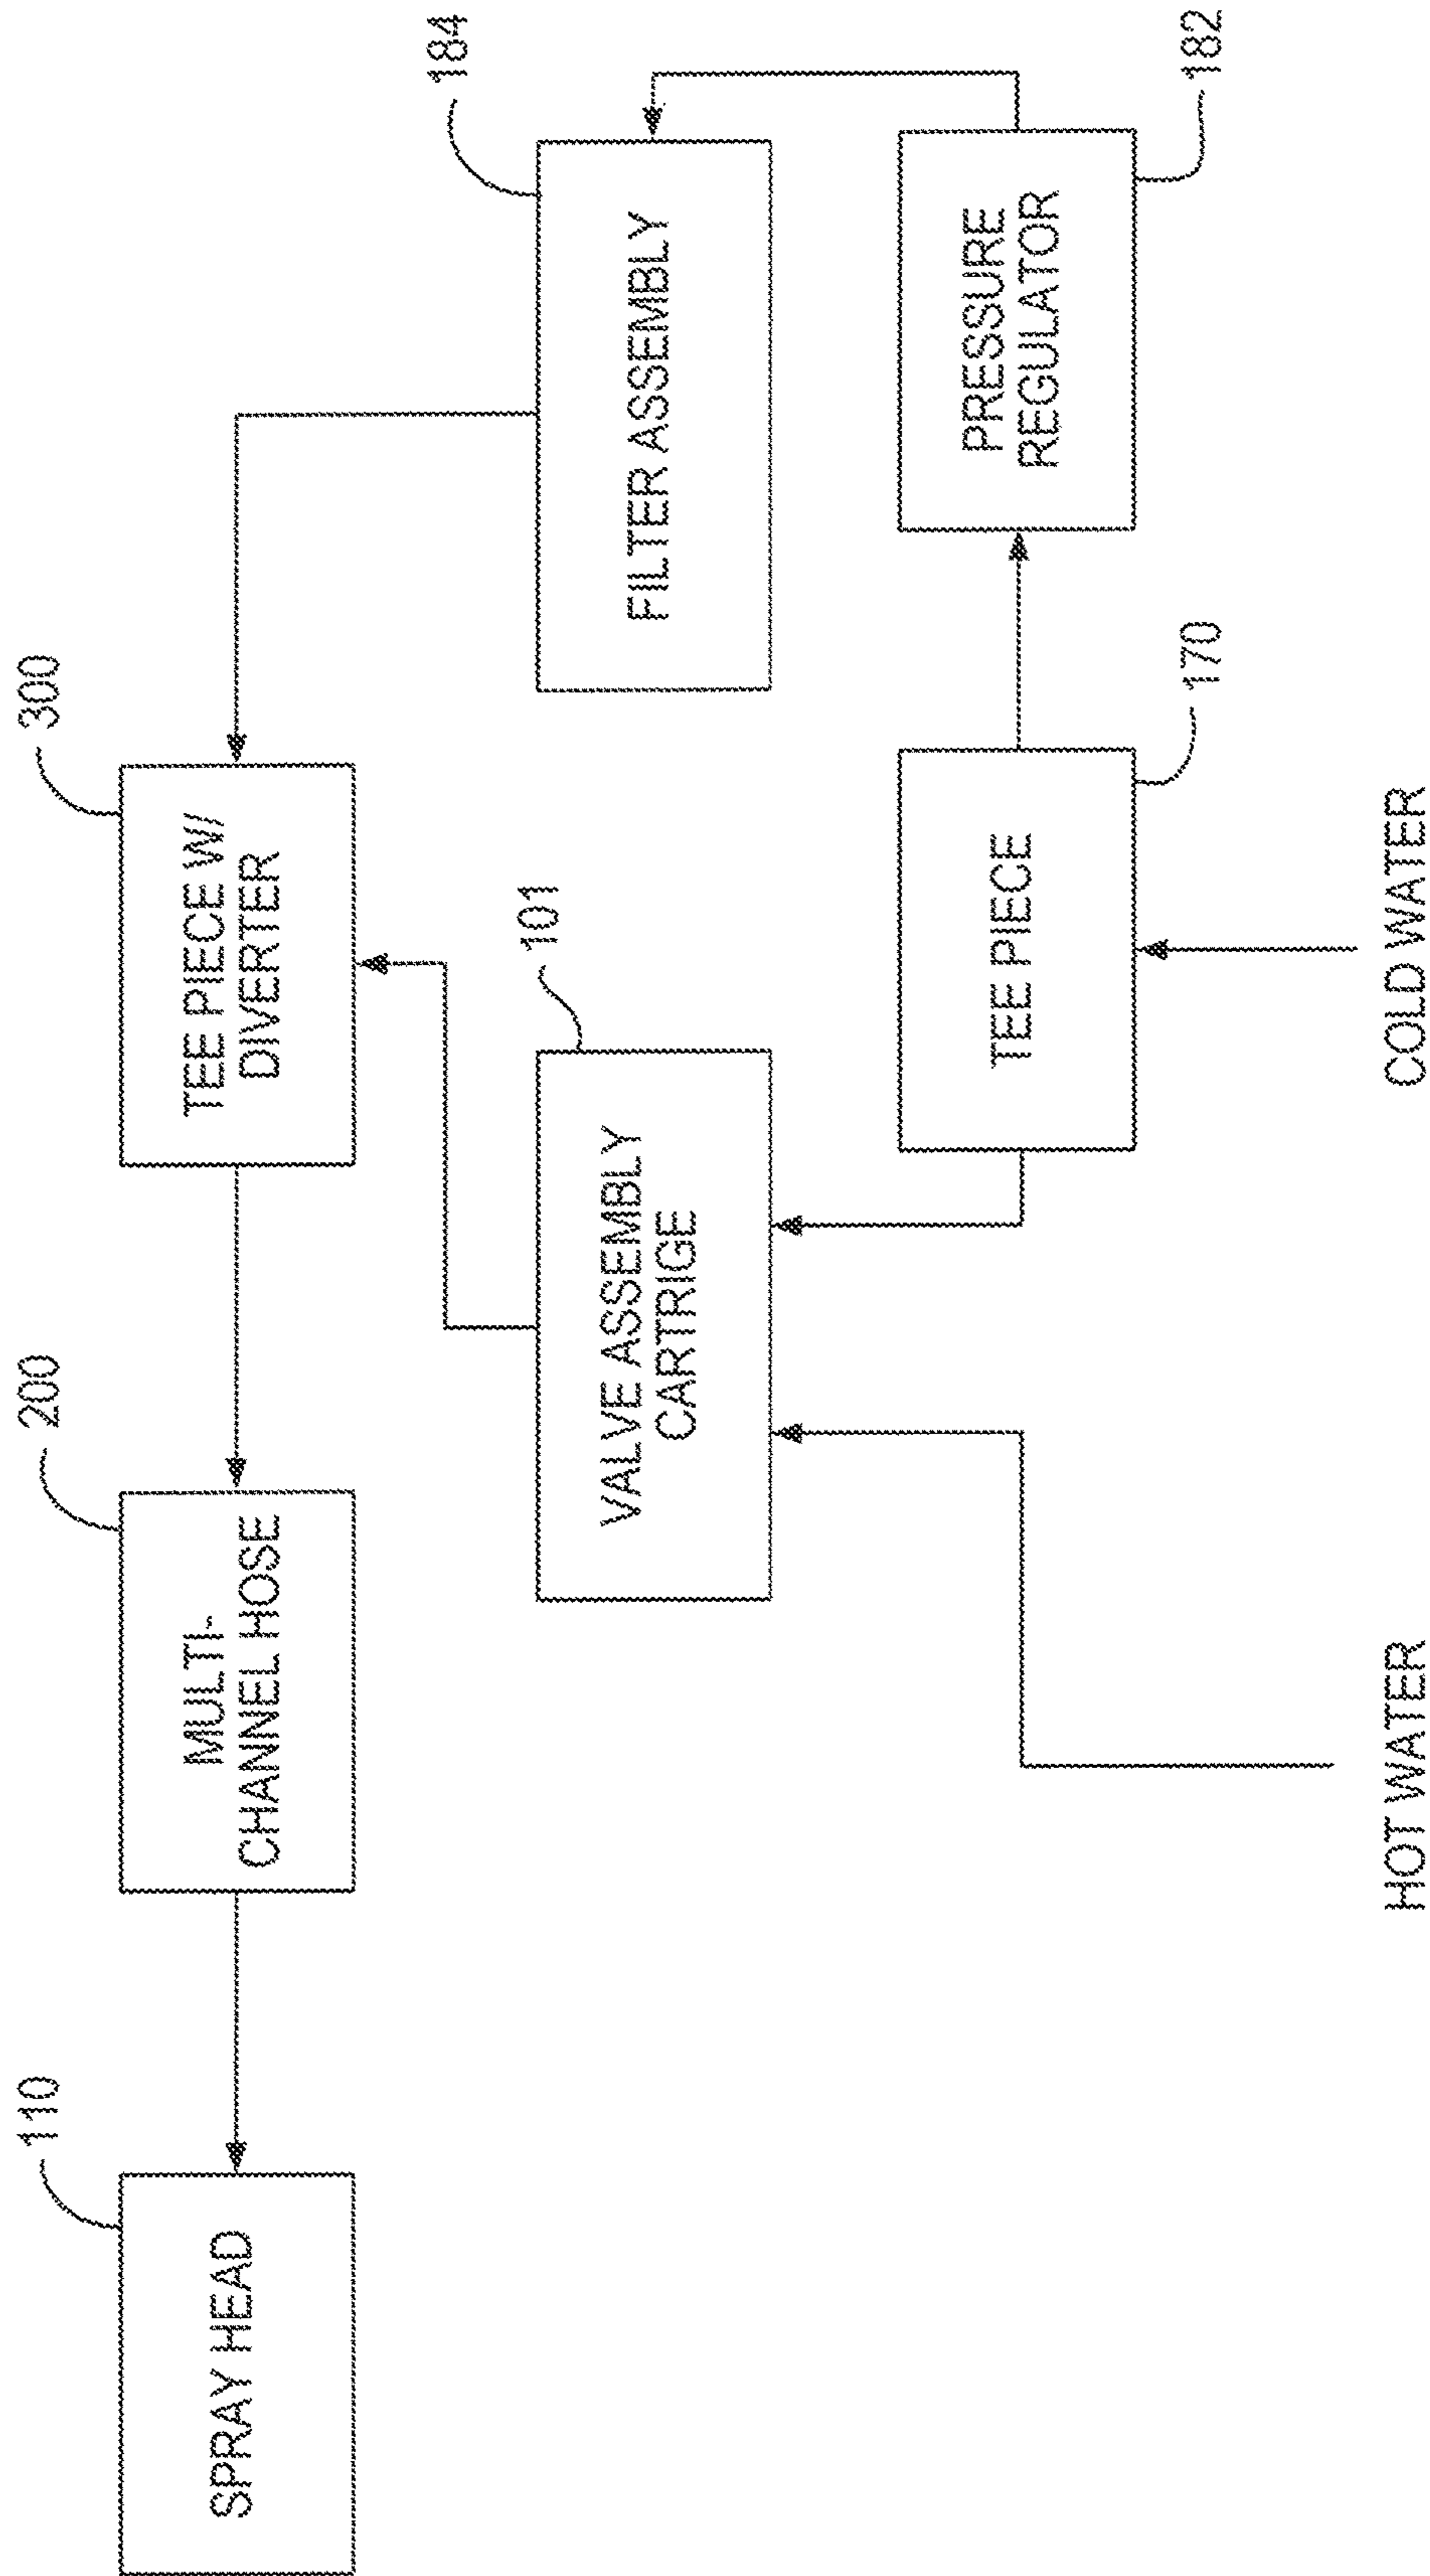 110
SPRAY HEAD
200
MULTI-
CHANNEL HOSE
300
TEE PIECE W/
DIVERTER
184
FILTER ASSEMBLY
101
VALVE ASSEMBLY
CARTRIGE
TEE PIECE
170
PRESSURE
REGULATOR
182
HOT WATER
COLD WATER